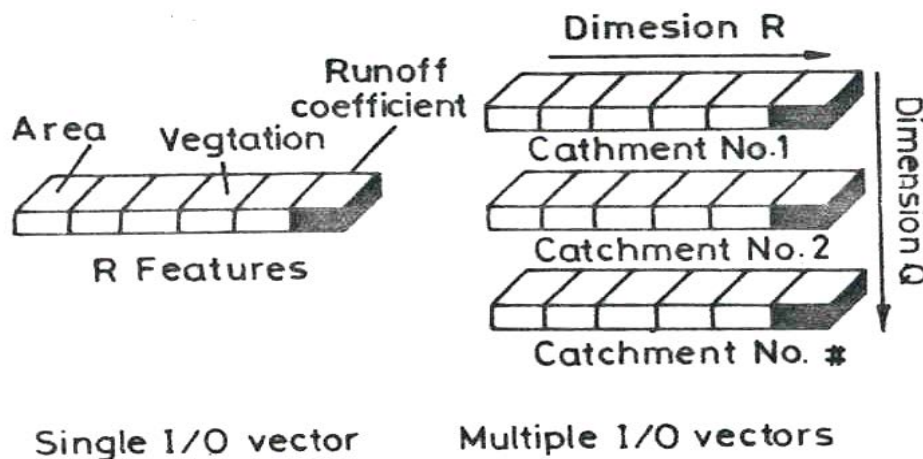 Area
Vegtation
Runoff
coefficient
R Features
Single I/O vector
Dimesion R
Cathment No.1
Catchment No.2
Catchment No. #
Dimension Q
Multiple I/O vectors